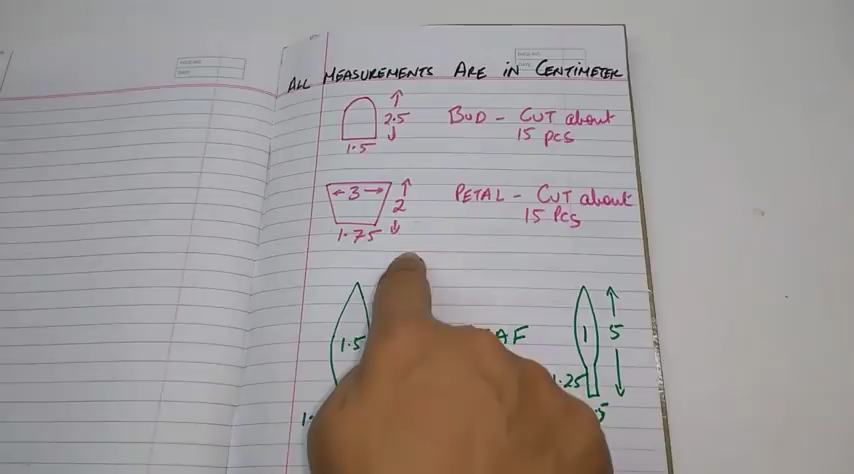 ALL MEASUREMENTS ARE IN CENTIMETER
2.5
1.5
BUD - CUT about
15 pcs
3
2
1.75
PETAL - CUT about
15 Pcs
1.5
1
5